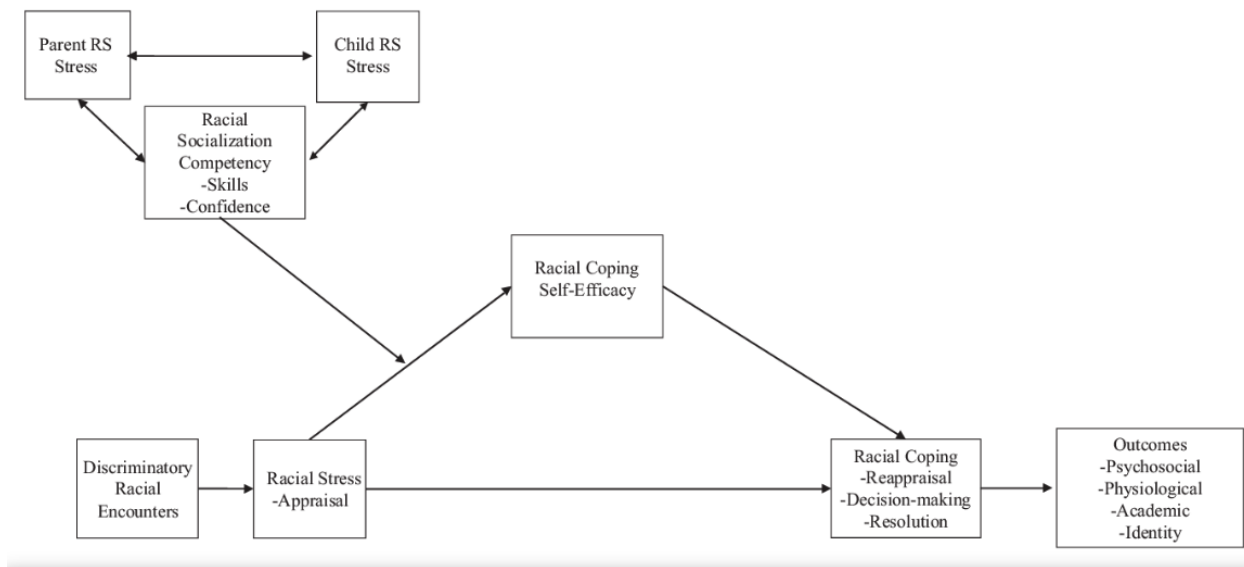 Parent RS
Stress
Child RS
Stress
Racial
Socialization
Competency
-Skills
-Confidence
Racial Coping
Self-Efficacy
Discriminatory
Racial
Encounters
Racial Stress
-Appraisal
Racial Coping
-Reappraisal
-Decision-making
-Resolution
Outcomes
-Psychosocial
-Physiological
-Academic
-Identity